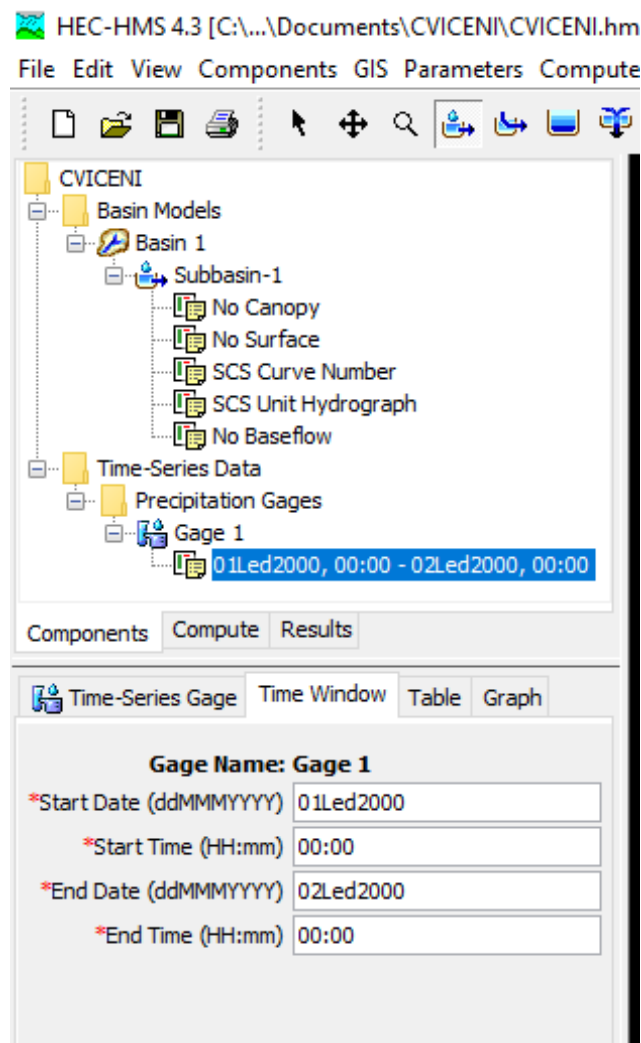 HEC-HMS 4.3 [C:\...\Documents\CVICENI\CVICENI.hm
File Edit View Components GIS Parameters Compute
CVICENI
Basin Models
Basin 1
Subbasin-1
No Canopy
No Surface
SCS Curve Number
SCS Unit Hydrograph
No Baseflow
Time-Series Data
Precipitation Gages
Gage 1
01Led2000, 00:00 - 02Led2000, 00:00
Components Compute Results
Time-Series Gage Time Window Table Graph
Gage Name: Gage 1
*Start Date (ddMMMYYYY) 01Led2000
*Start Time (HH:mm) 00:00
*End Date (ddMMMYYYY) 02Led2000
*End Time (HH:mm) 00:00